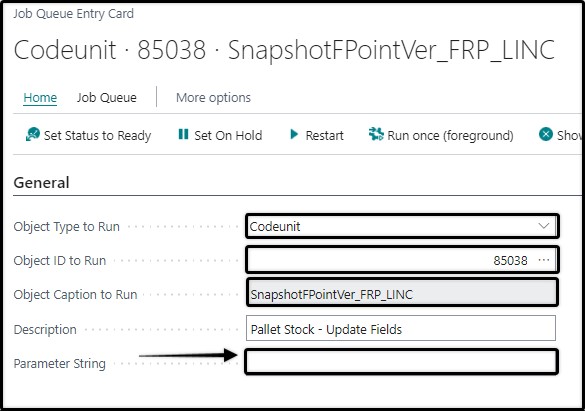 Job Queue Entry Card
Codeunit · 85038 · SnapshotFPointVer_FRP_LINC
Home Job Queue More options
Set Status to Ready Set On Hold Restart Run once (foreground) Show
General
Object Type to Run Codeunit
Object ID to Run 85038 ...
Object Caption to Run SnapshotFPointVer_FRP_LINC
Description Pallet Stock - Update Fields
Parameter String